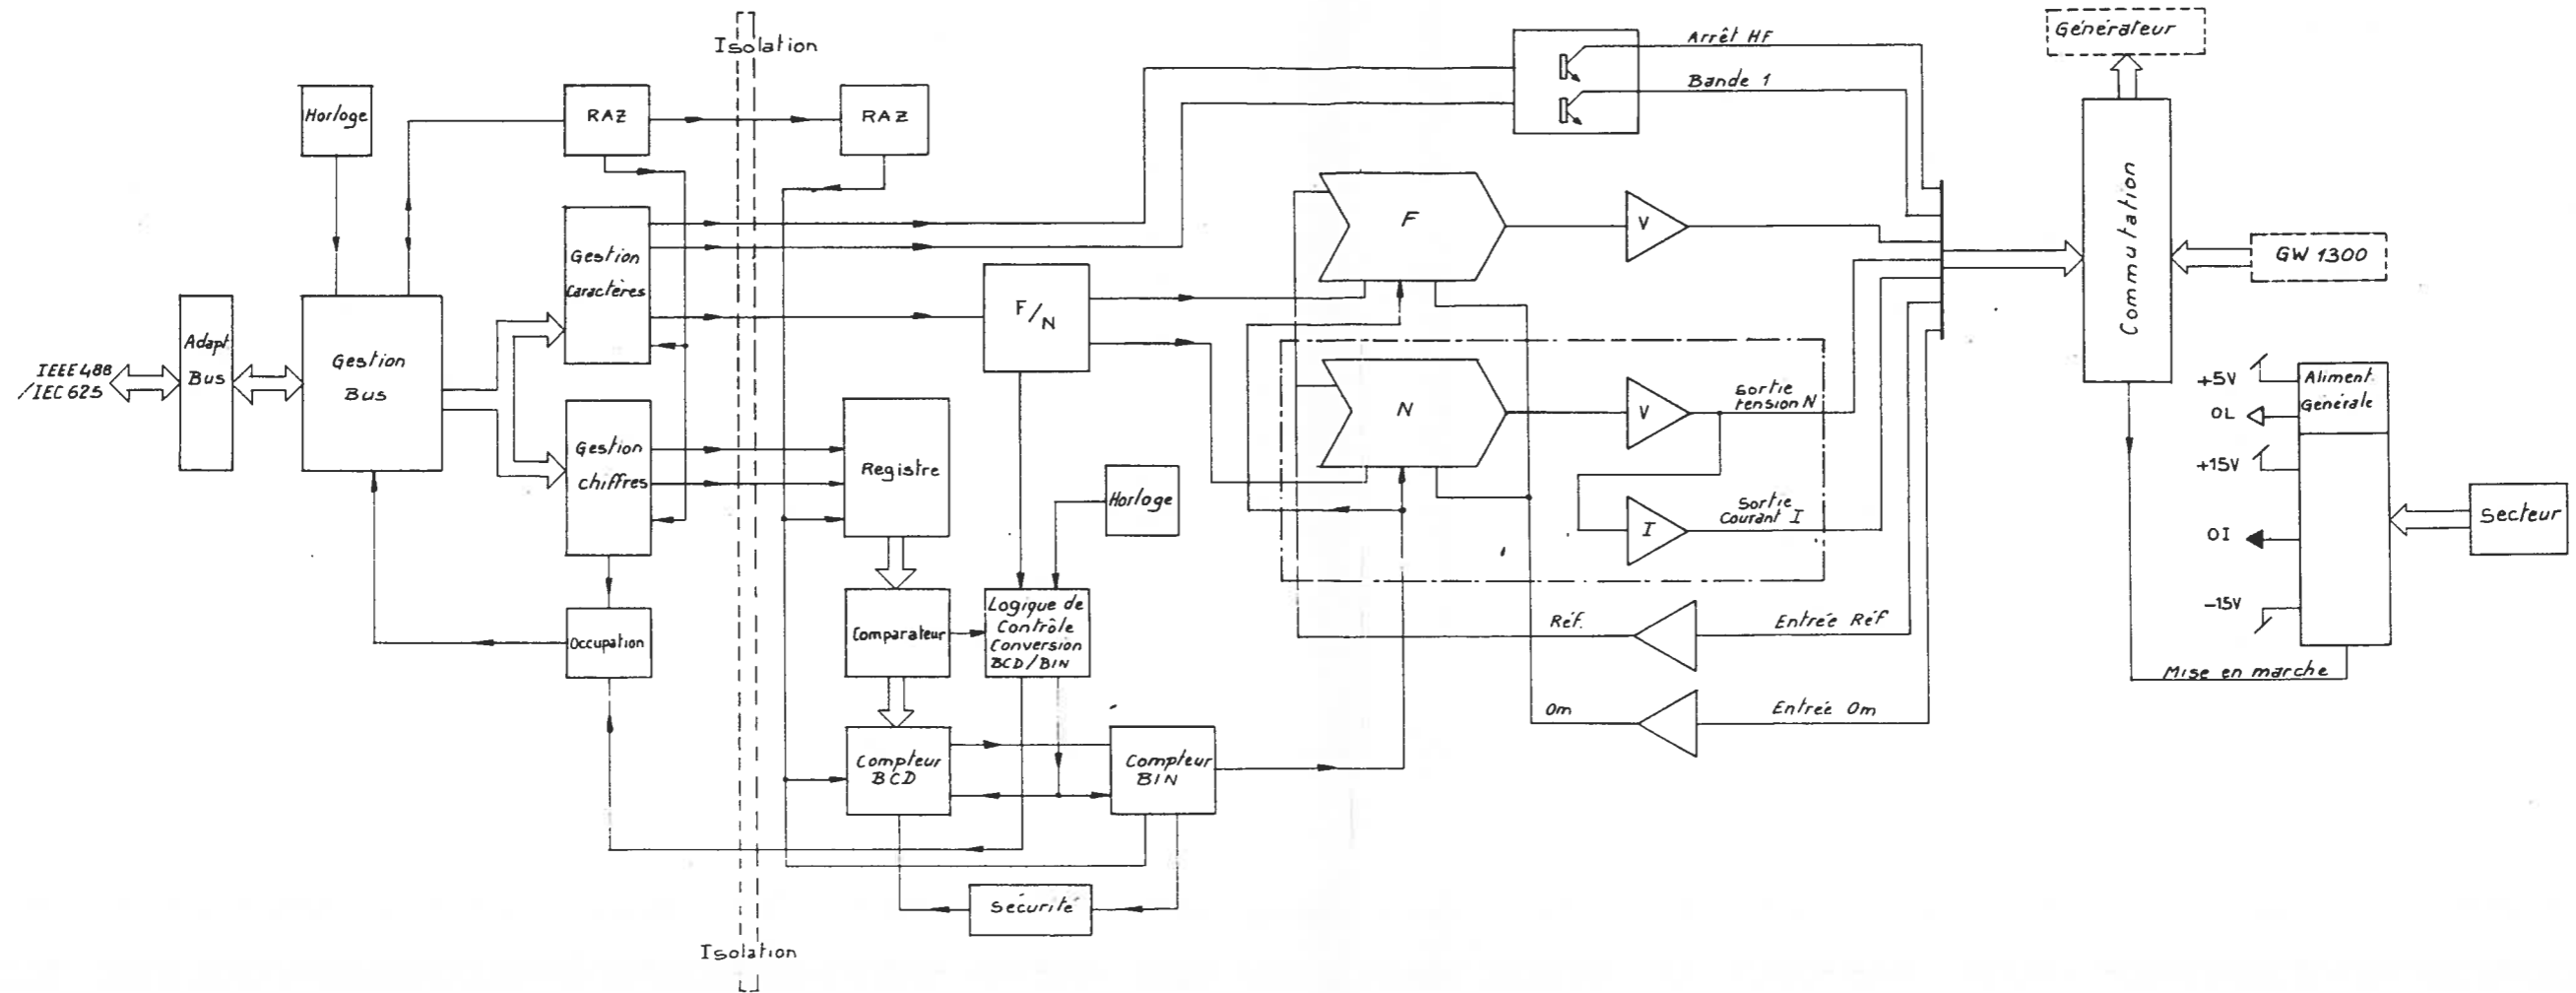 Isolation
Horloge
RAZ
RAZ
Arrêt HF
Bande 1
Générateur
Gestion
Caractères
F
V
Commutation
GW 1300
F/N
IEEE488
/IEC 625
Adapt
Bus
Gestion
Bus
Gestion
chiffres
Registre
Horloge
N
V
Sortie
tension N
I
Sortie
Courant I
+5V
OL
+15V
OI
-15V
Aliment.
Générale
Secteur
Occupation
Comparateur
Logique de
Contrôle
Conversion
BCD/BIN
Réf.
Entrée Réf
Om
Entrée Om
Mise en marche
Compteur
BCD
Compteur
BIN
Sécurité
Isolation